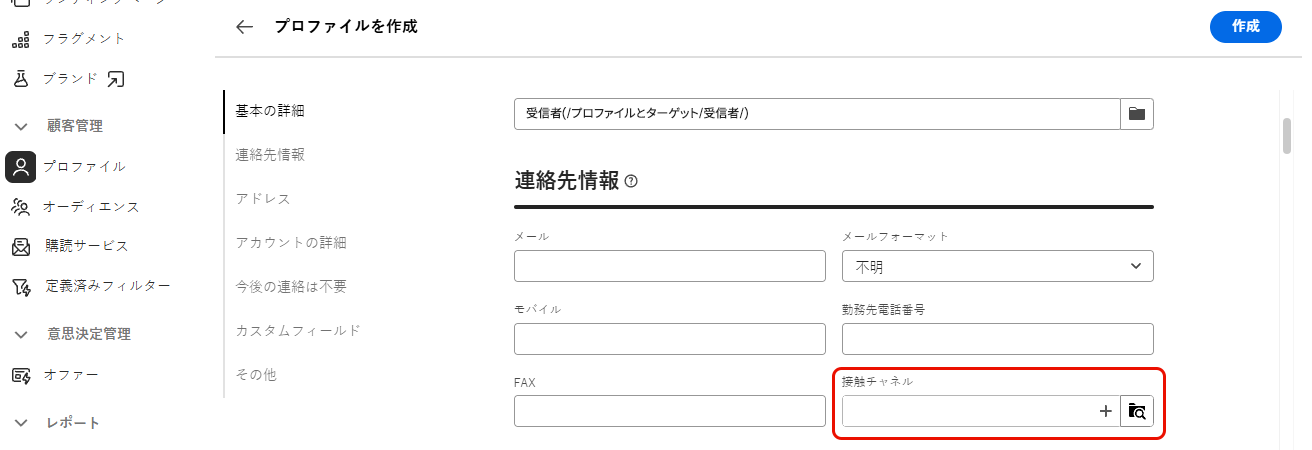 プロファイルを作成
作成
フラグメント
ブランド
顧客管理
プロファイル
オーディエンス
購読サービス
定義済みフィルター
意思決定管理
オファー
レポート
基本の詳細
連絡先情報
アドレス
アカウントの詳細
今後の連絡は不要
カスタムフィールド
その他
受信者(/プロファイルとターゲット/受信者/)
連絡先情報
メール
メールフォーマット
不明
モバイル
勤務先電話番号
FAX
接触チャネル